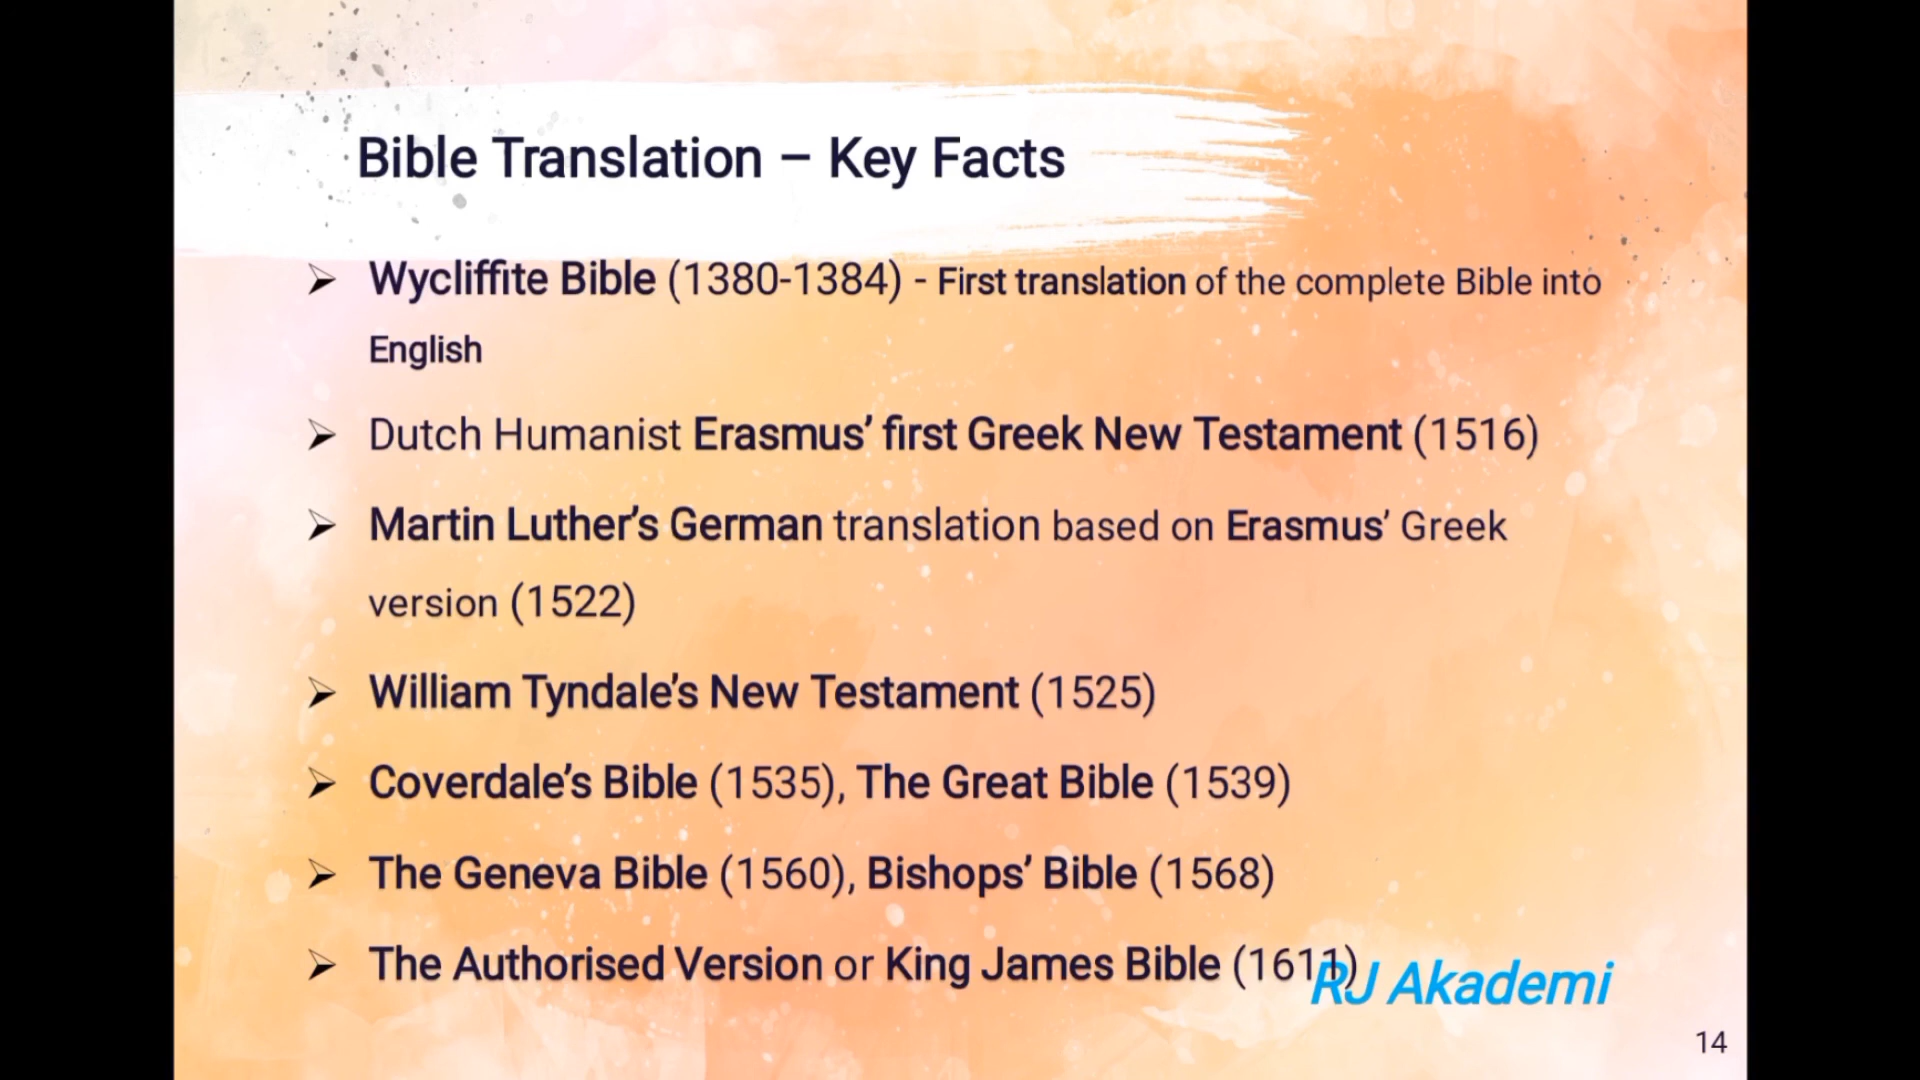 Bible Translation – Key Facts
➢ Wycliffite Bible (1380-1384) - First translation of the complete Bible into
English
➢ Dutch Humanist Erasmus’ first Greek New Testament (1516)
➢ Martin Luther’s German translation based on Erasmus’ Greek
version (1522)
➢ William Tyndale’s New Testament (1525)
➢ Coverdale’s Bible (1535), The Great Bible (1539)
➢ The Geneva Bible (1560), Bishops’ Bible (1568)
➢ The Authorised Version or King James Bible (1611)
RJ Akademi
14